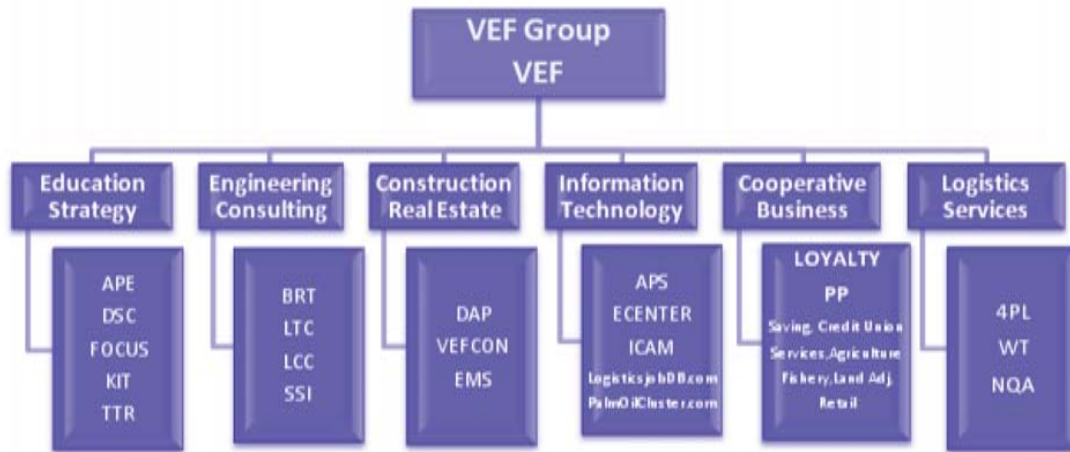 VEF Group
VEF
Education
Strategy
Engineering
Consulting
Construction
Real Estate
Information
Technology
Cooperative
Business
Logistics
Services
APE
DSC
FOCUS
KIT
TTR
BRT
LTC
LCC
SSI
DAP
VEFCON
EMS
APS
ECENTER
ICAM
LogisticsjobDB.com
PalmOilCluster.com
LOYALTY
PP
Saving, Credit Union
Services,Agriculture
Fishery,Land Adj.
Retail
4PL
WT
NQA